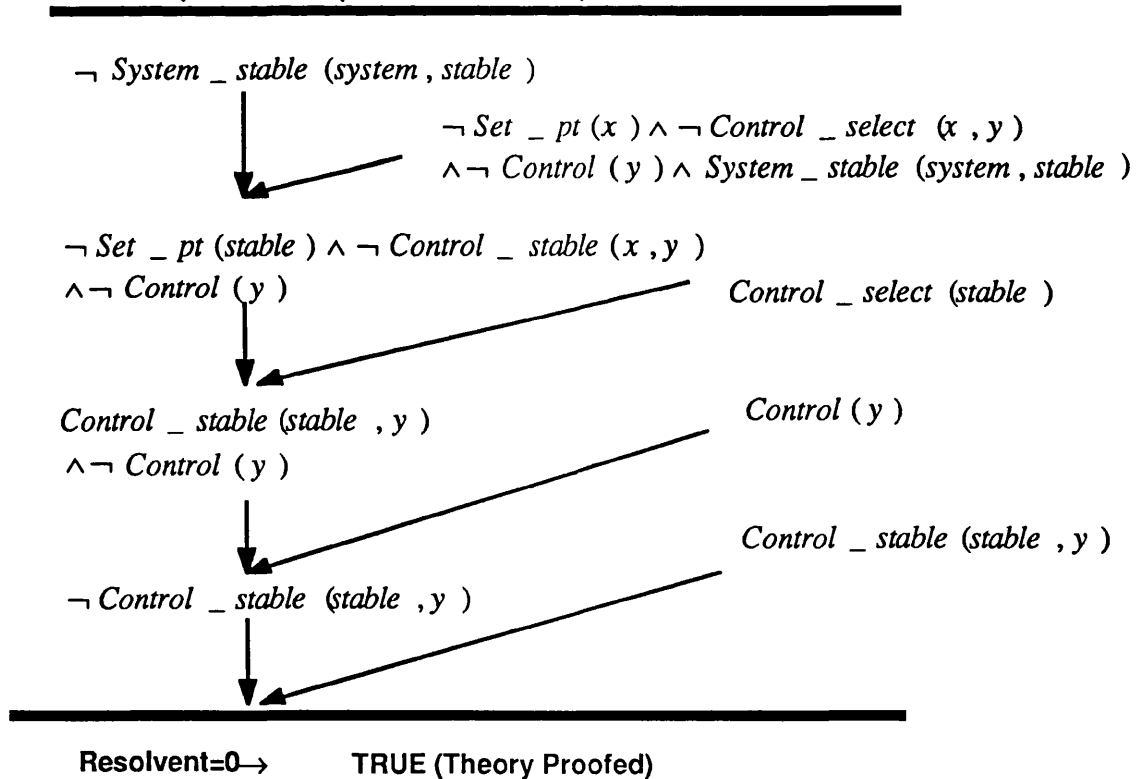 ¬ System _ stable (system , stable )
¬ Set _ pt (x ) ∧ ¬ Control _ select (x , y )
∧ ¬ Control ( y ) ∧ System _ stable (system , stable )
¬ Set _ pt (stable ) ∧ ¬ Control _ stable (x , y )
∧ ¬ Control (y )
Control _ select (stable )
Control _ stable (stable , y )
∧ ¬ Control ( y )
Control ( y )
Control _ stable (stable , y )
¬ Control _ stable (stable , y )
Resolvent=0→ TRUE (Theory Proofed)